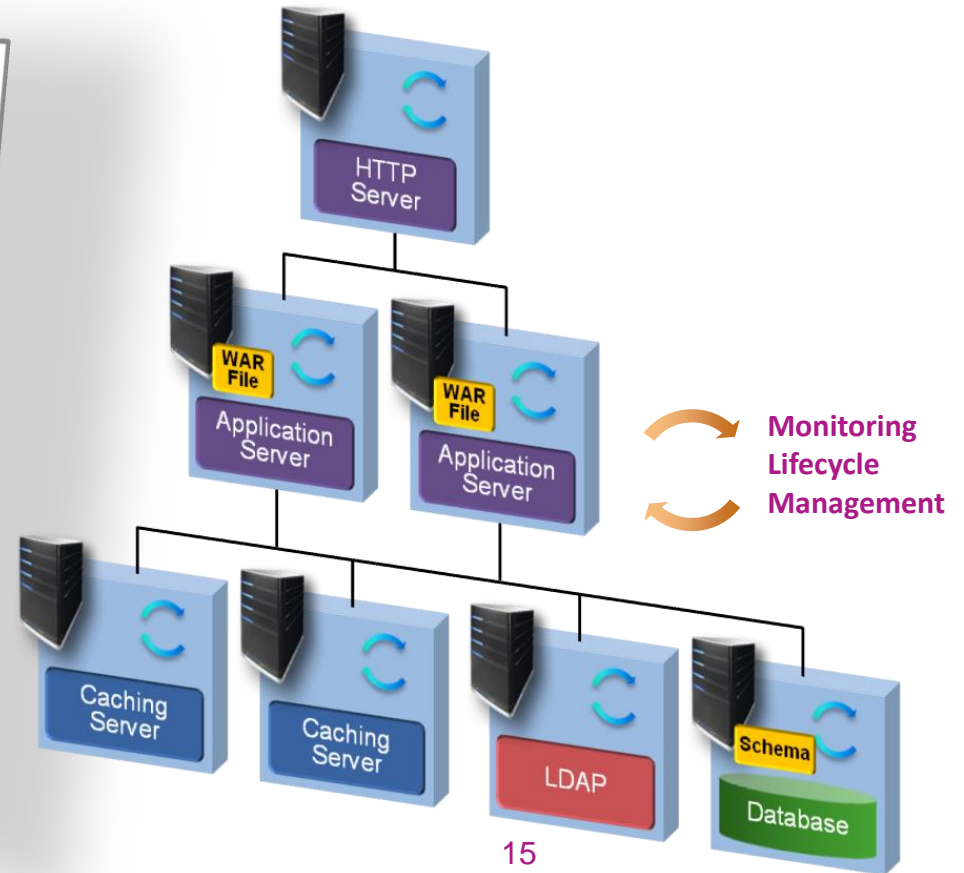 HTTP
Server
WAR
File
Application
Server
WAR
File
Application
Server
Monitoring
Lifecycle
Management
Caching
Server
Caching
Server
LDAP
Schema
Database
15